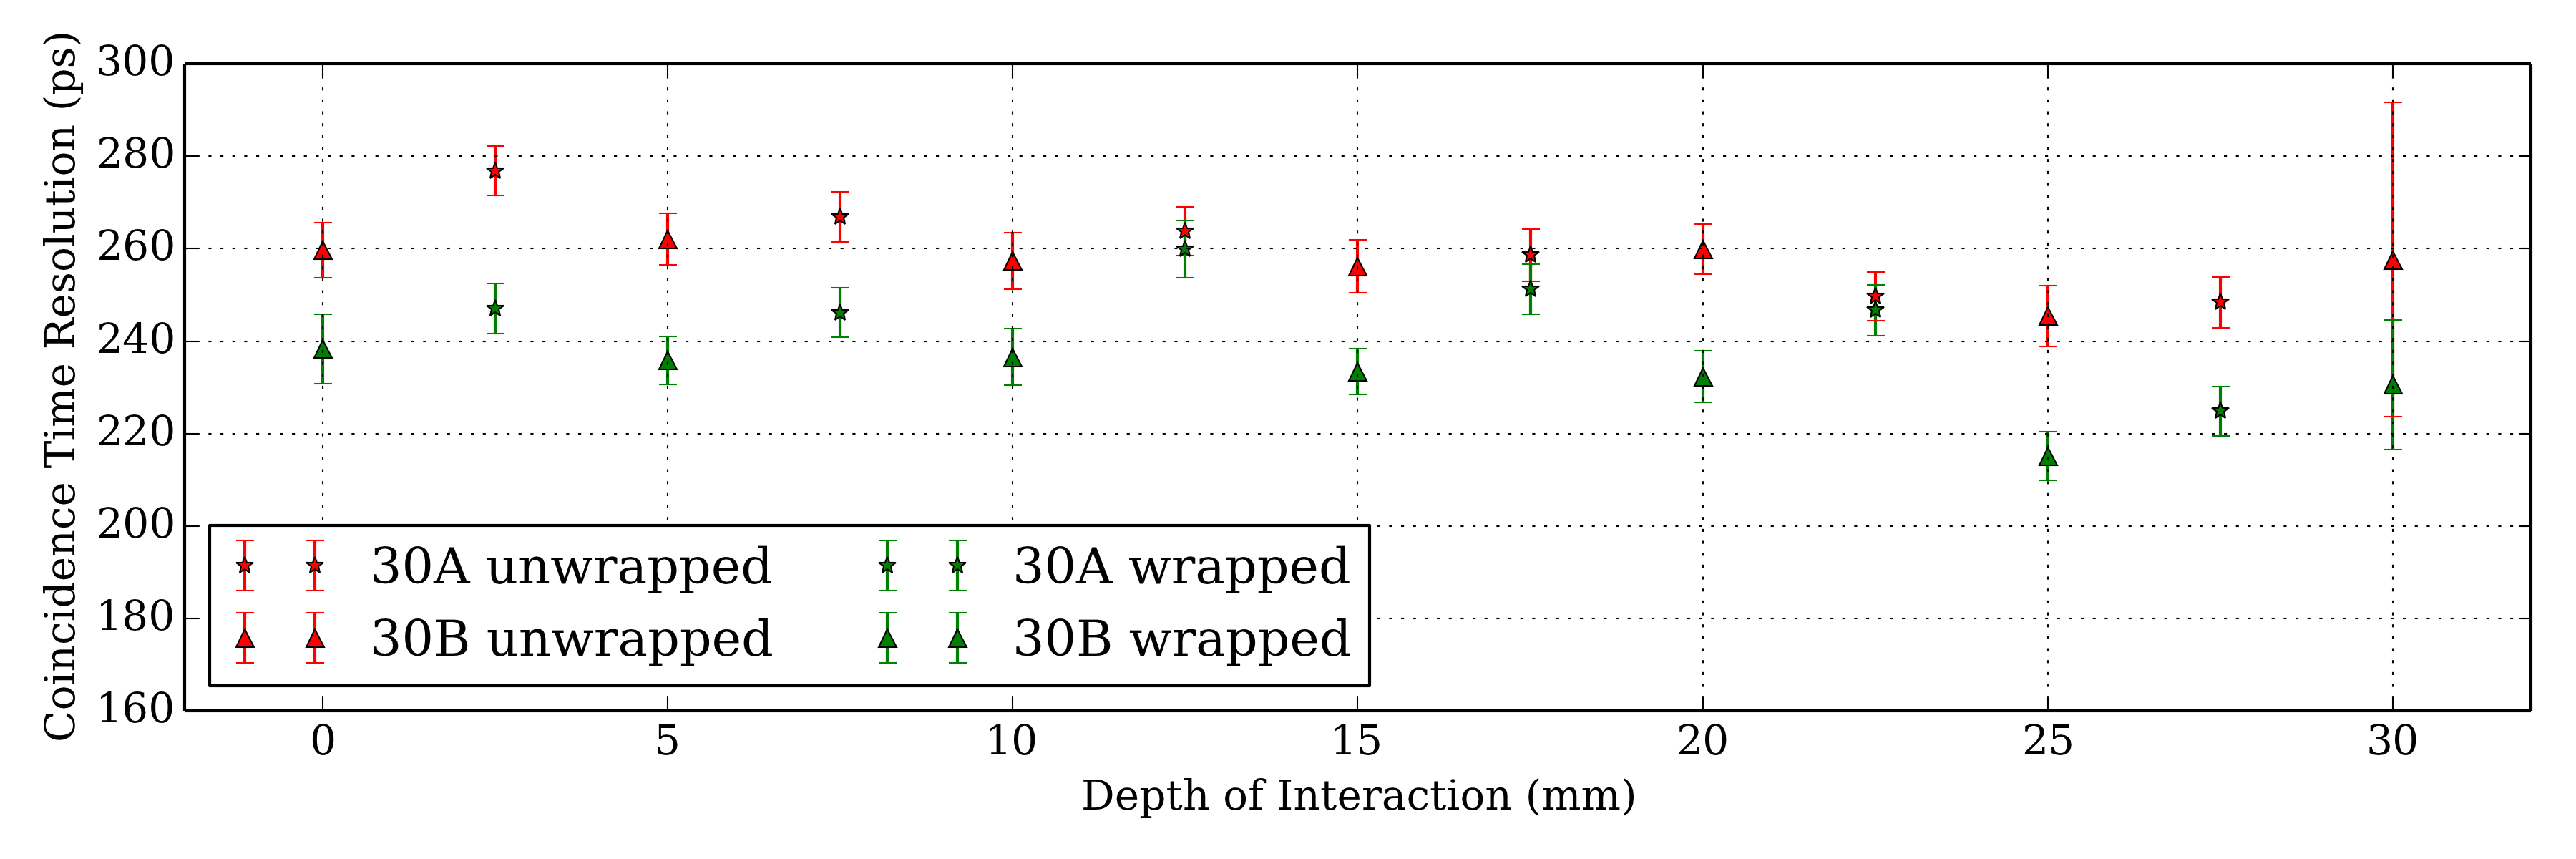 Coincidence Time Resolution (ps)
300
280
260
240
220
200
180
160
30A unwrapped
30A wrapped
30B unwrapped
30B wrapped
0 5 10 15 20 25 30
Depth of Interaction (mm)